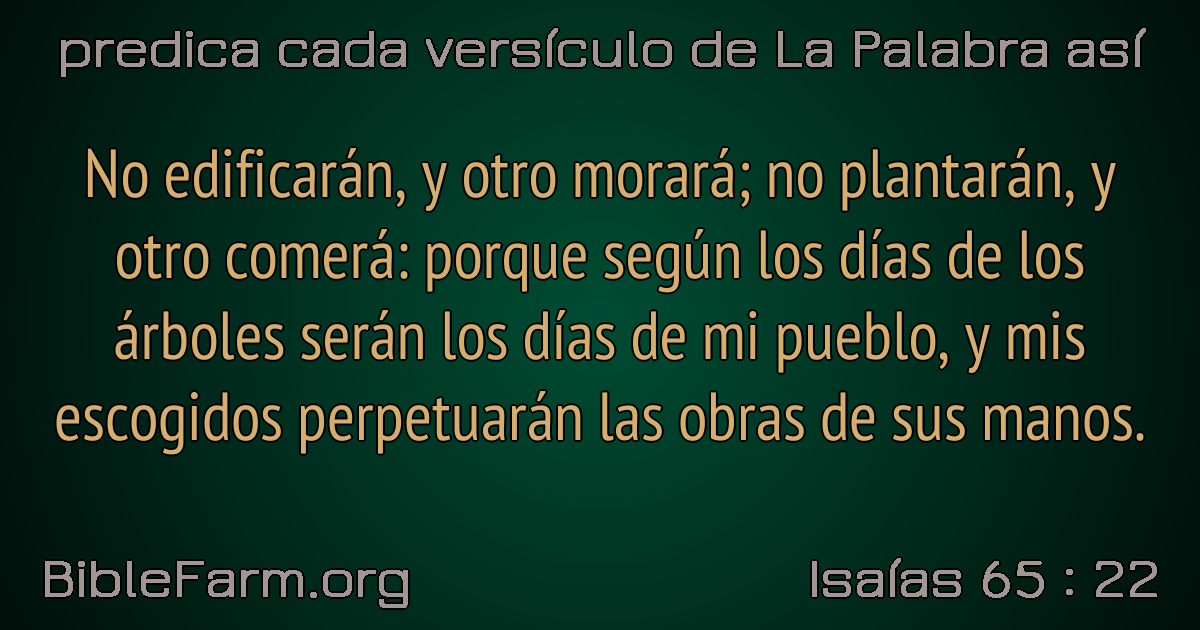 predica cada versículo de La Palabra así
No edificarán, y otro morará; no plantarán, y
otro comerá: porque según los días de los
árboles serán los días de mi pueblo, y mis
escogidos perpetuarán las obras de sus manos.
BibleFarm.org
Isaías 65 : 22